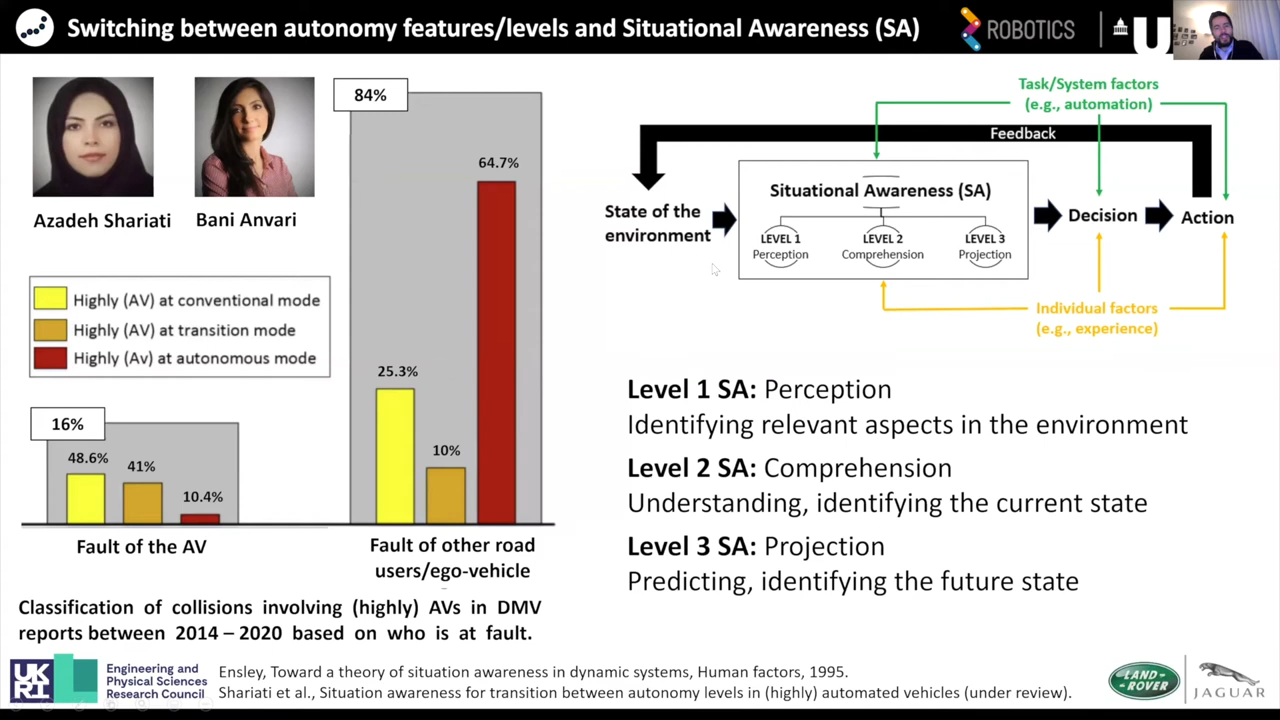 Switching between autonomy features/levels and Situational Awareness (SA)
ROBOTICS
U
Azadeh Shariati
Bani Anvari
Highly (AV) at conventional mode
Highly (AV) at transition mode
Highly (Av) at autonomous mode
16%
48.6%
41%
10.4%
Fault of the AV
84%
25.3%
10%
64.7%
Fault of other road
users/ego-vehicle
Classification of collisions involving (highly) AVs in DMV
reports between 2014 – 2020 based on who is at fault.
Task/System factors
(e.g., automation)
Feedback
State of the
environment
Situational Awareness (SA)
LEVEL 1
Perception
LEVEL 2
Comprehension
LEVEL 3
Projection
Decision
Action
Individual factors
(e.g., experience)
Level 1 SA: Perception
Identifying relevant aspects in the environment
Level 2 SA: Comprehension
Understanding, identifying the current state
Level 3 SA: Projection
Predicting, identifying the future state
UKRI
Engineering and
Physical Sciences
Research Council
Ensley, Toward a theory of situation awareness in dynamic systems, Human factors, 1995.
Shariati et al., Situation awareness for transition between autonomy levels in (highly) automated vehicles (under review).
LAND
ROVER
JAGUAR